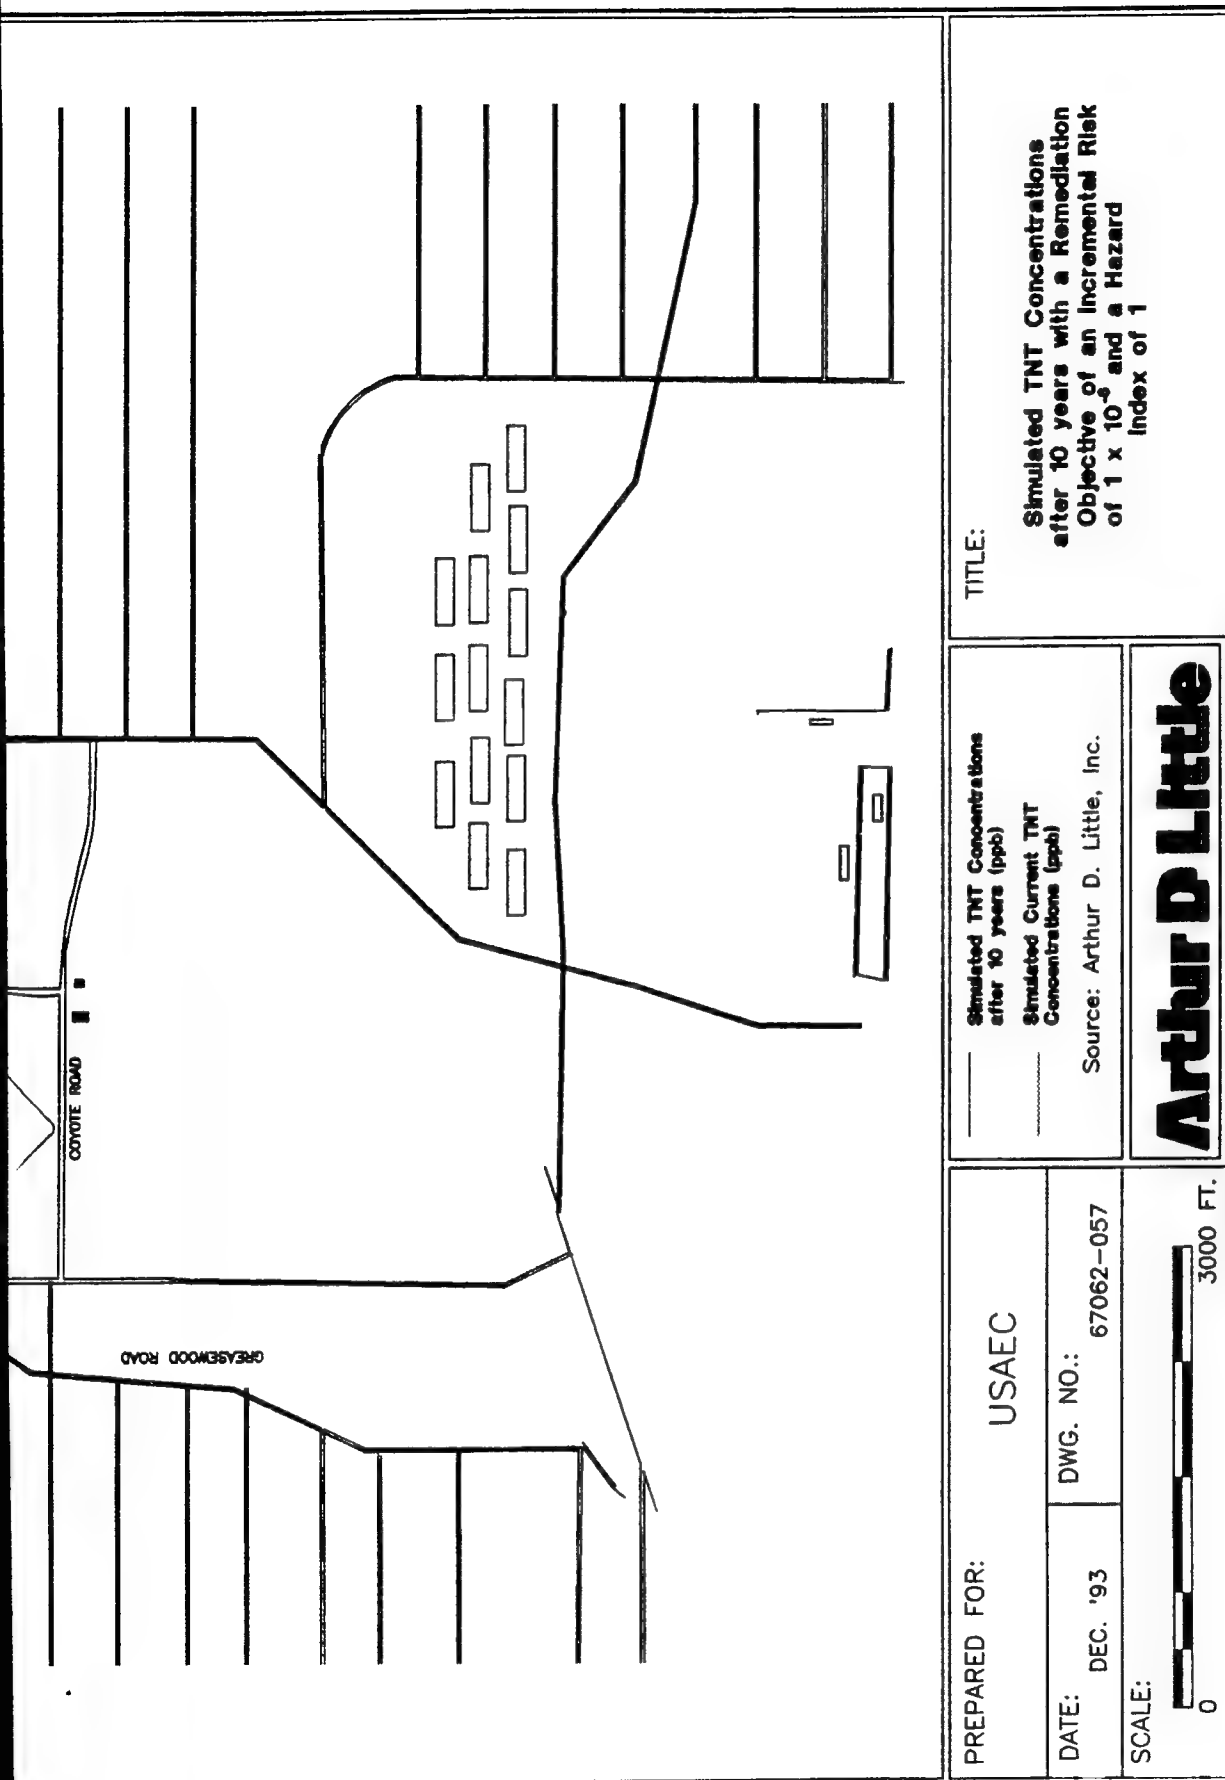 COYOTE ROAD
GREASEWOOD ROAD
PREPARED FOR:
USAEC
DATE:
DEC. '93
DWG. NO.:
67062-057
SCALE:
0
3000 FT.
Simulated TNT Concentrations
after 10 years (ppb)
Simulated Current TNT
Concentrations (ppb)
Source: Arthur D. Little, Inc.
Arthur D Little
TITLE:
Simulated TNT Concentrations
after 10 years with a Remediation
Objective of an Incremental Risk
of 1 x 10⁻⁶ and a Hazard
Index of 1